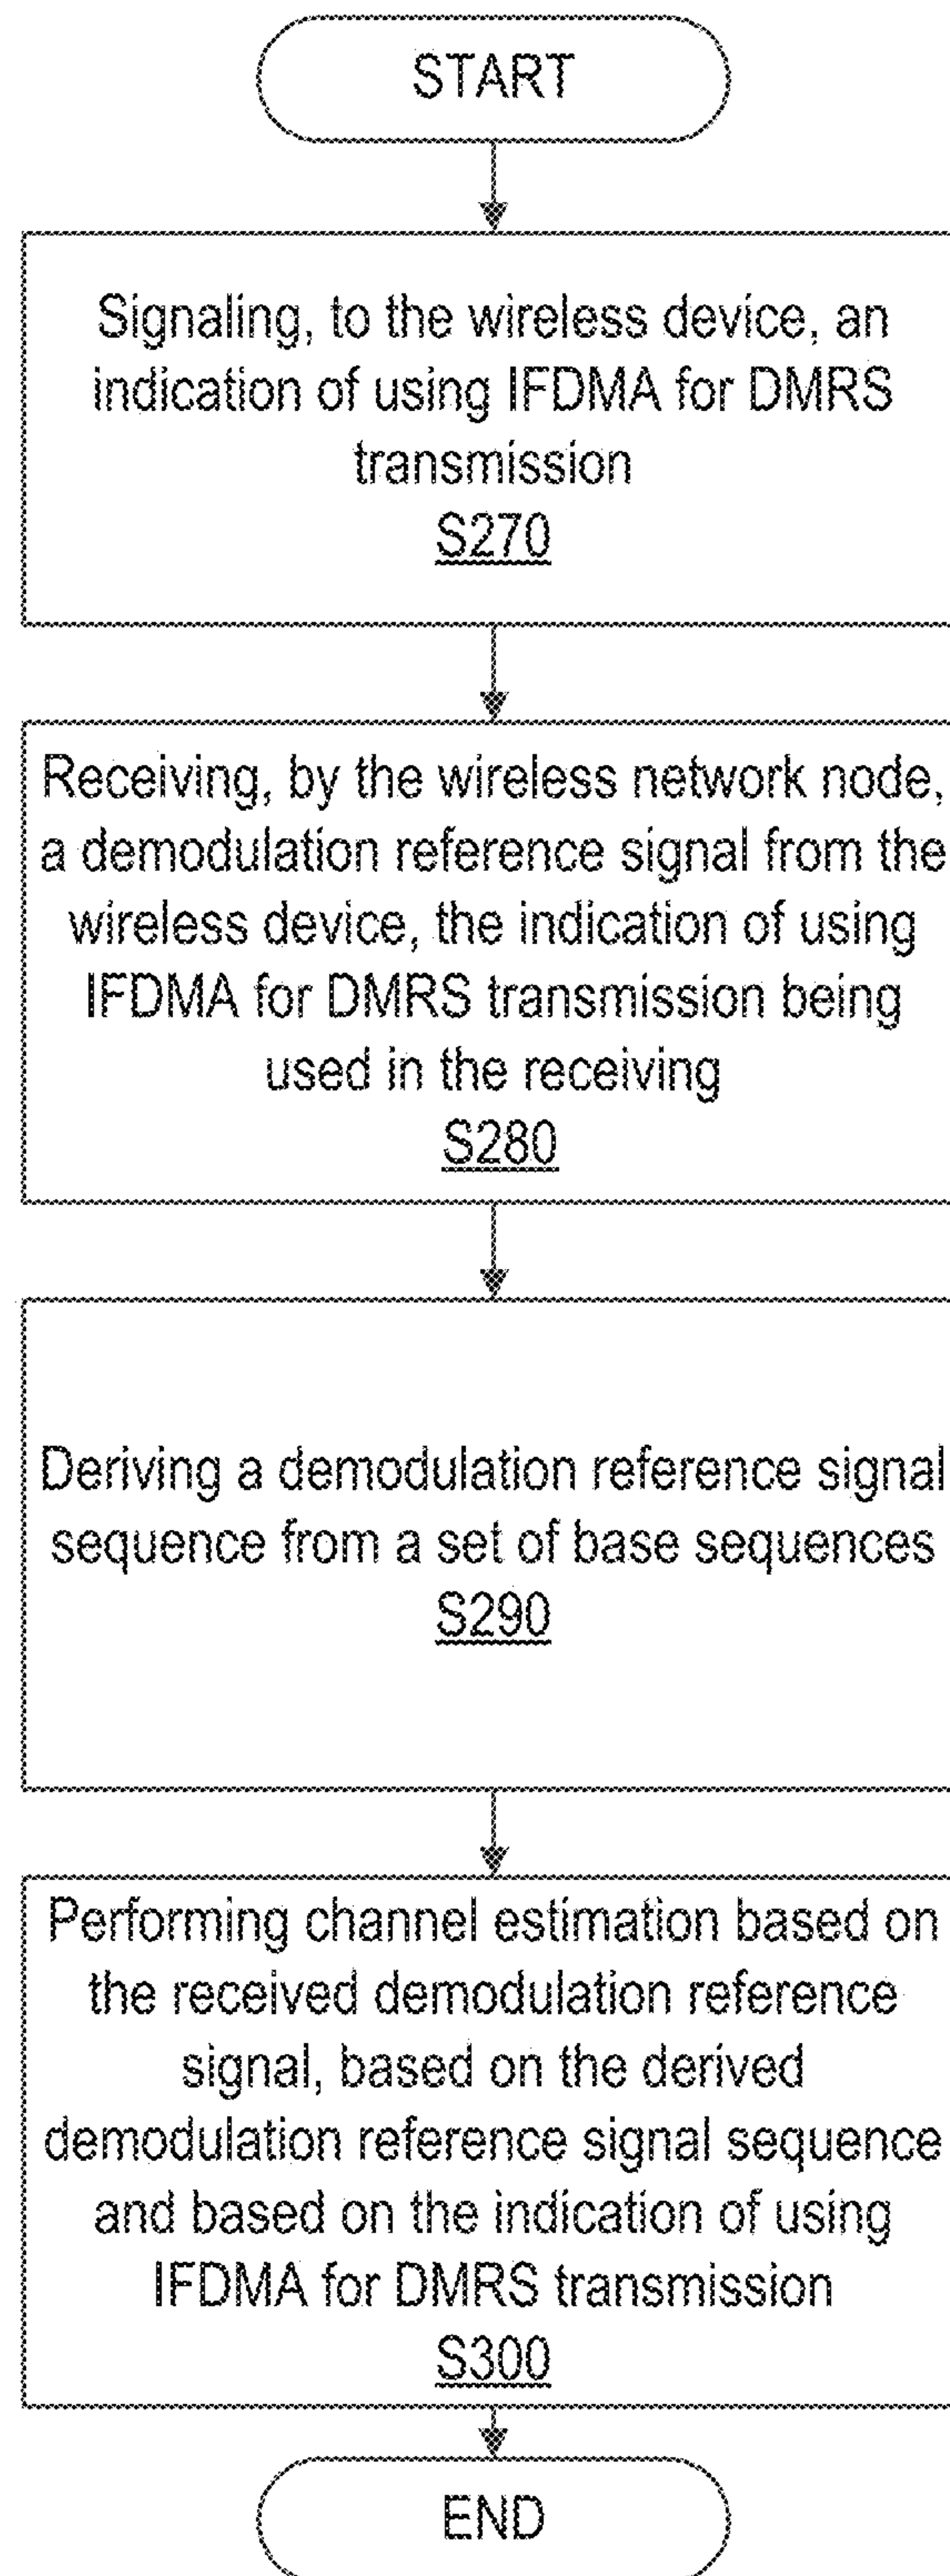 START
Signaling, to the wireless device, an
indication of using IFDMA for DMRS
transmission
S270
Receiving, by the wireless network node,
a demodulation reference signal from the
wireless device, the indication of using
IFDMA for DMRS transmission being
used in the receiving
S280
Deriving a demodulation reference signal
sequence from a set of base sequences
S290
Performing channel estimation based on
the received demodulation reference
signal, based on the derived
demodulation reference signal sequence
and based on the indication of using
IFDMA for DMRS transmission
S300
END